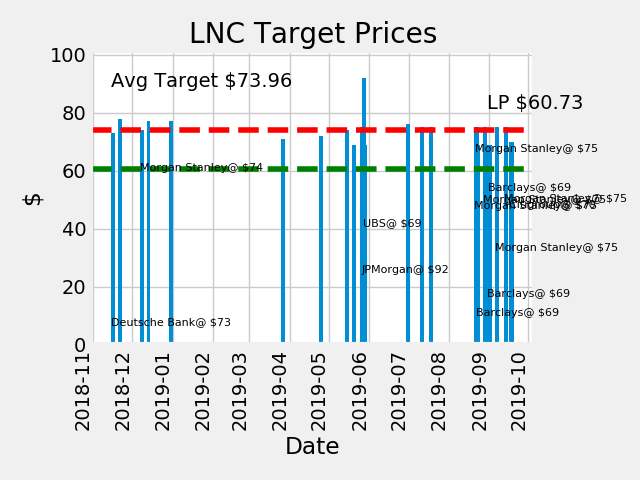 LNC Target Prices
100
Avg Target $73.96
LP $60.73
80
Morgan Stanley@ $75
Morgan Stanley@ $74
60
Barclays@ $69
Morgan Stanley@ $75
$
40
UBS@ $69
Morgan Stanley@ $75
JPMorgan@ $92
20
Barclays@ $69
Barclays@ $69
Deutsche Bank@ $73
0
2018-11
2018-12
2019-01
2019-02
2019-03
2019-04
2019-05
2019-06
2019-07
2019-08
2019-09
2019-10
Date